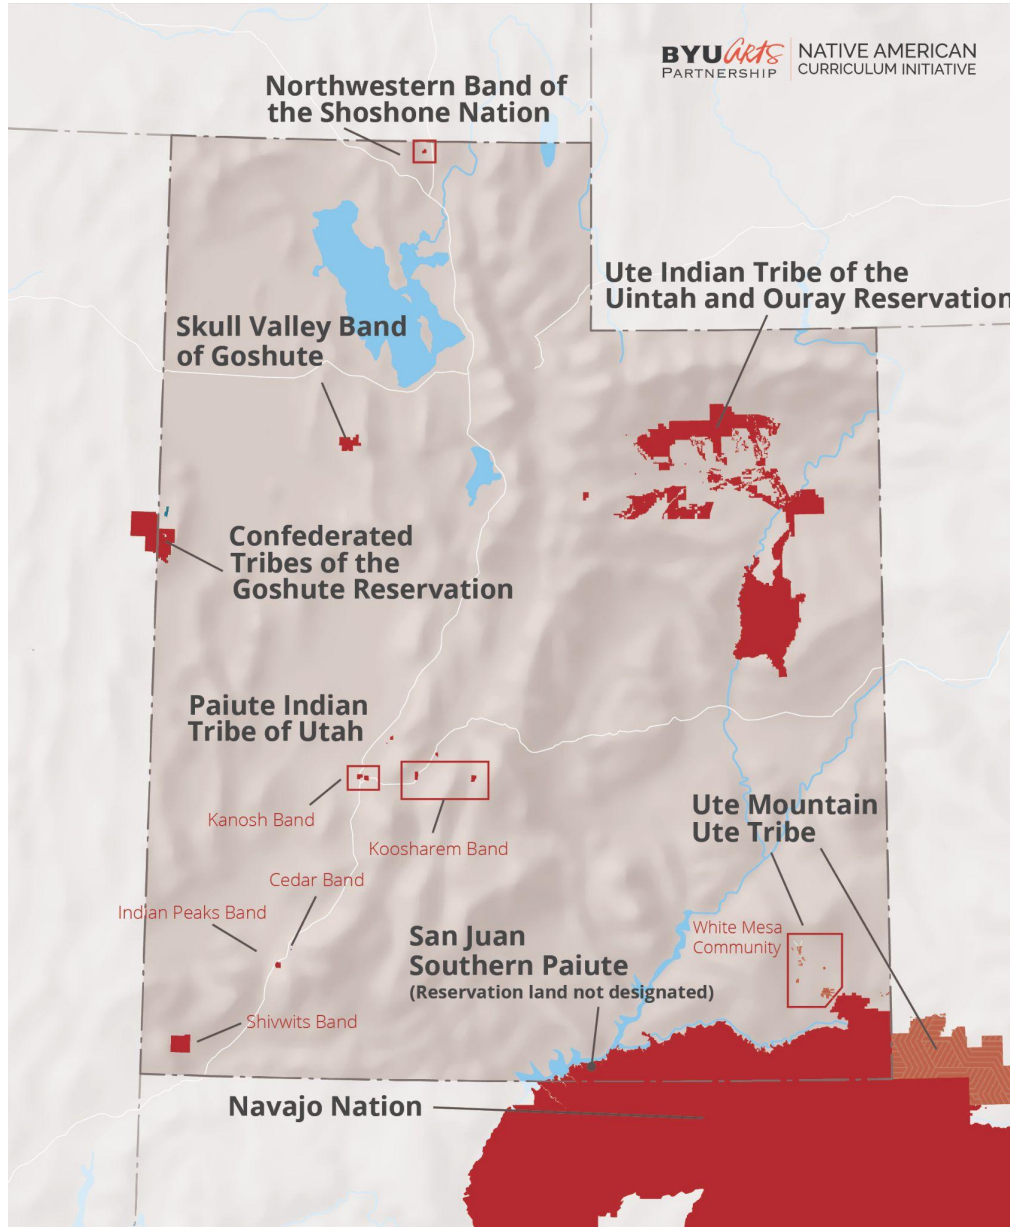 BYU ARTS
PARTNERSHIP
NATIVE AMERICAN
CURRICULUM INITIATIVE
Northwestern Band of
the Shoshone Nation
Ute Indian Tribe of the
Uintah and Ouray Reservation
Skull Valley Band
of Goshute
Confederated
Tribes of the
Goshute Reservation
Paiute Indian
Tribe of Utah
Kanosh Band
Koosharem Band
Cedar Band
Indian Peaks Band
Shivwits Band
Ute Mountain
Ute Tribe
White Mesa
Community
San Juan
Southern Paiute
(Reservation land not designated)
Navajo Nation